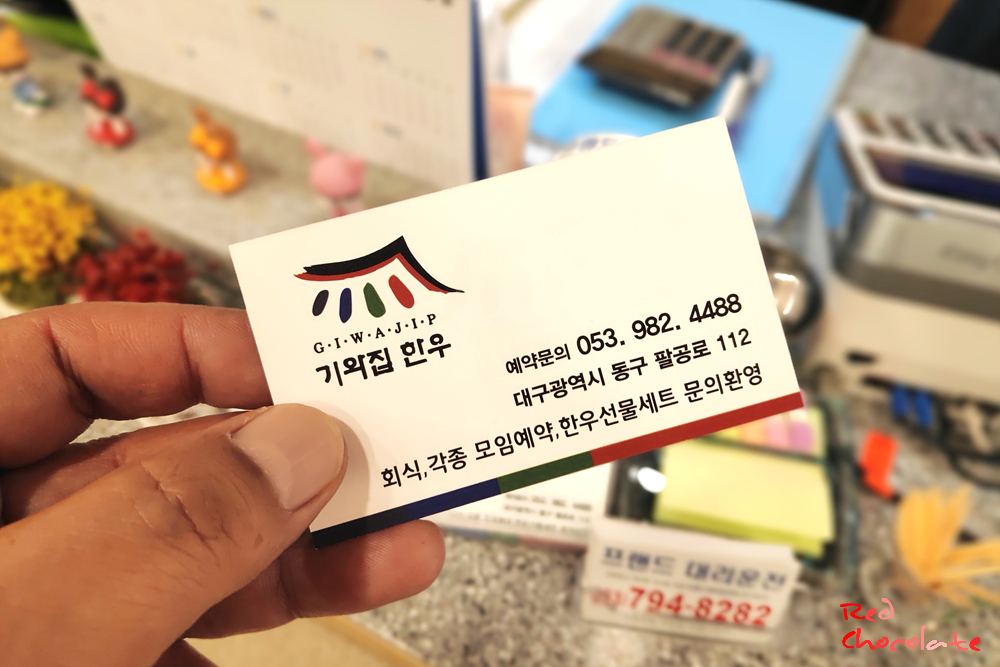 G·I·W·A·J·I·P
기와집 한우
예약문의 053. 982. 4488
대구광역시 동구 팔공로 112
회식,각종 모임예약,한우선물세트 문의환영
프랜드 대리운전
794-8282
Red
Chocolate